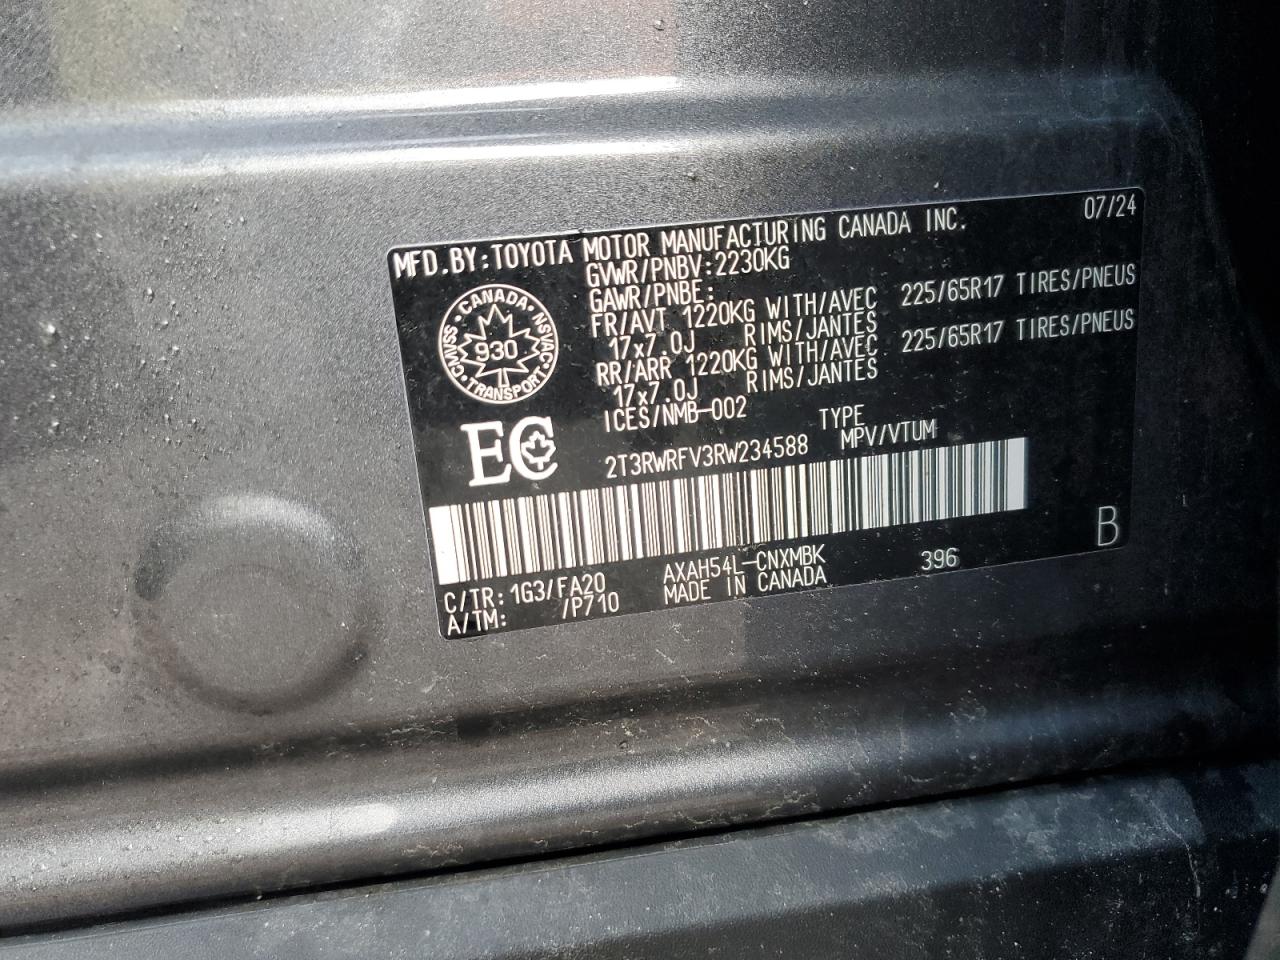 07/24
MFD.BY:TOYOTA MOTOR MANUFACTURING CANADA INC.
GVWR/PNBV:2230KG
GAWR/PNBE:
FR/AVT 1220KG WITH/AVEC 225/65R17 TIRES/PNEUS
17x7.0J RIMS/JANTES
RR/ARR 1220KG WITH/AVEC 225/65R17 TIRES/PNEUS
17x7.0J RIMS/JANTES
ICES/NMB-002
CANADA
NSVAC
TRANSPORT
CMVSS
930
EC
TYPE
2T3RWRFV3RW234588 MPV/VTUM
B
C/TR: 1G3/FA20 AXAH54L-CNXMBK 396
A/TM: /P710 MADE IN CANADA